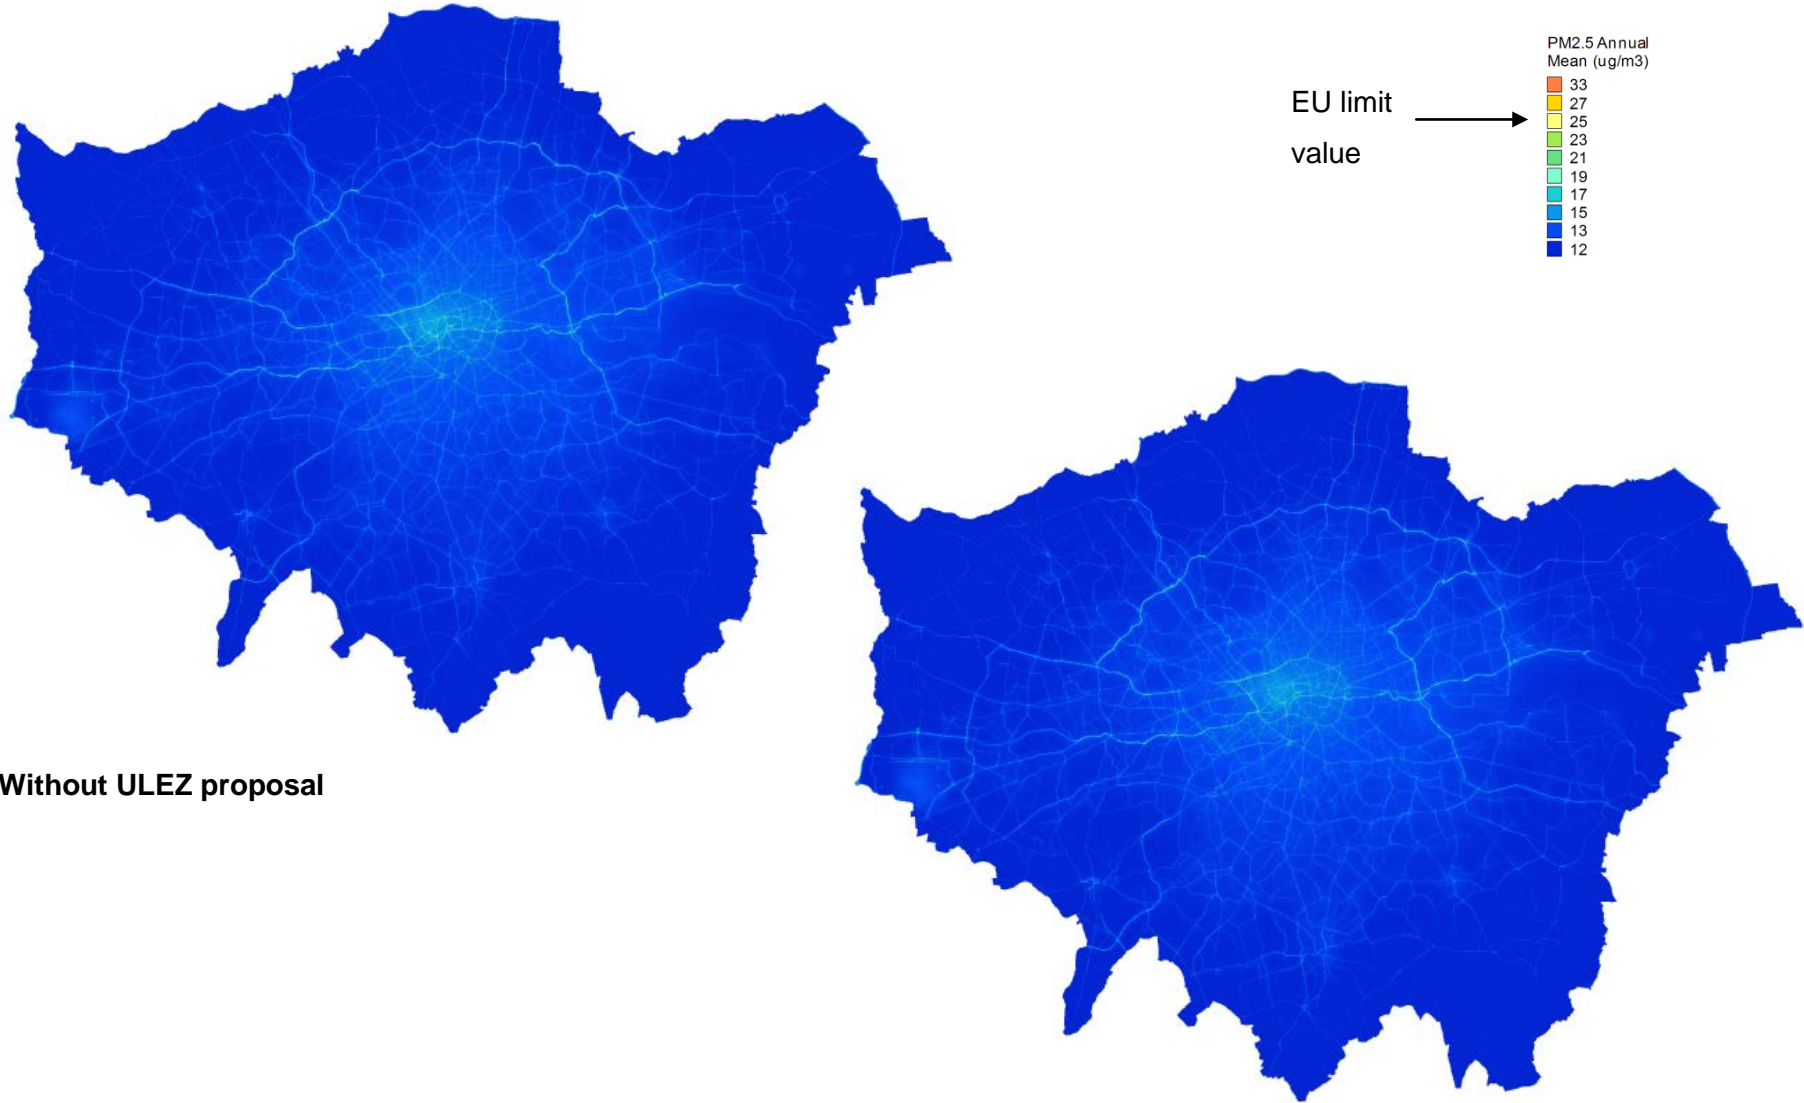 PM2.5 Annual
Mean (ug/m3)
EU limit
value
33
27
25
23
21
19
17
15
13
12
Without ULEZ proposal